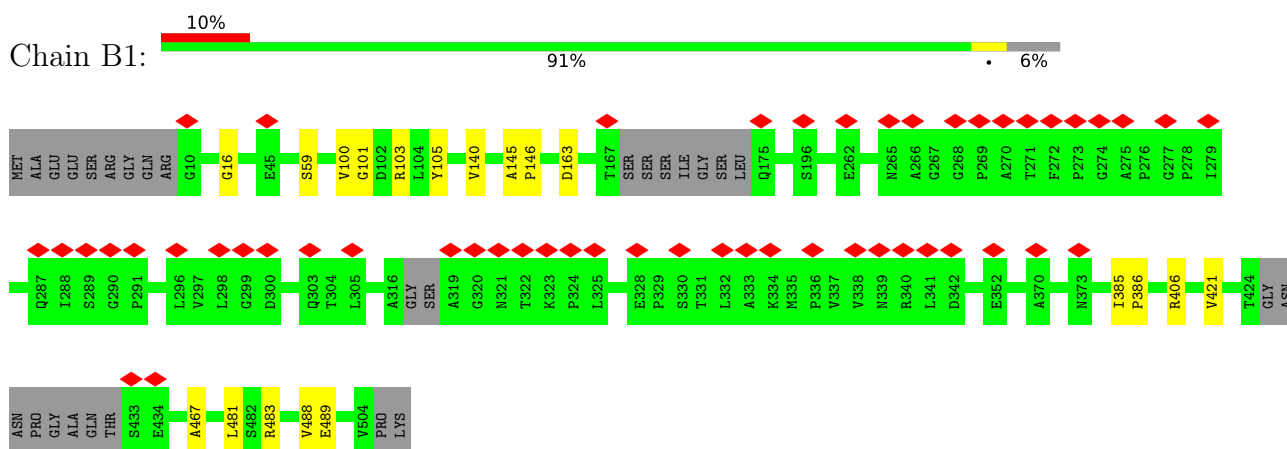 10%
Chain B1:
91% • 6%
MET ALA GLU GLU SER ARG GLY GLN ARG G10 G16 E45 S59 V100 G101 D102 R103 L104 Y105 V140 A145 P146 D163 T167 SER SER SER ILE GLY SER LEU Q175 S196 E262 N265 A266 G267 G268 P269 A270 T271 F272 P273 G274 A275 P276 G277 P278 I279
Q287 I288 S289 G290 P291 L296 V297 L298 G299 D300 Q303 T304 L305 A316 GLY SER A319 G320 N321 T322 K323 P324 L325 E328 P329 S330 T331 L332 A333 K334 M335 P336 V337 V338 N339 R340 L341 D342 E352 A370 N373 I385 P386 R406 V421 T424 GLY ASN
ASN PRO GLY ALA GLN THR S433 E434 A467 L481 S482 R483 V488 E489 V504 PRO LYS